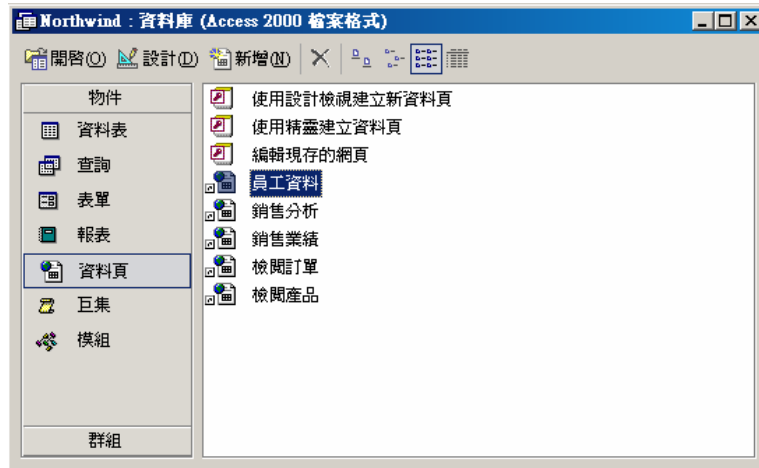 Northwind：資料庫 (Access 2000 檔案格式)
開啟(O) 設計(D) 新增(N)
物件
資料表
查詢
表單
報表
資料頁
巨集
模組
群組
使用設計檢視建立新資料頁
使用精靈建立資料頁
編輯現存的網頁
員工資料
銷售分析
銷售業績
檢閱訂單
檢閱產品